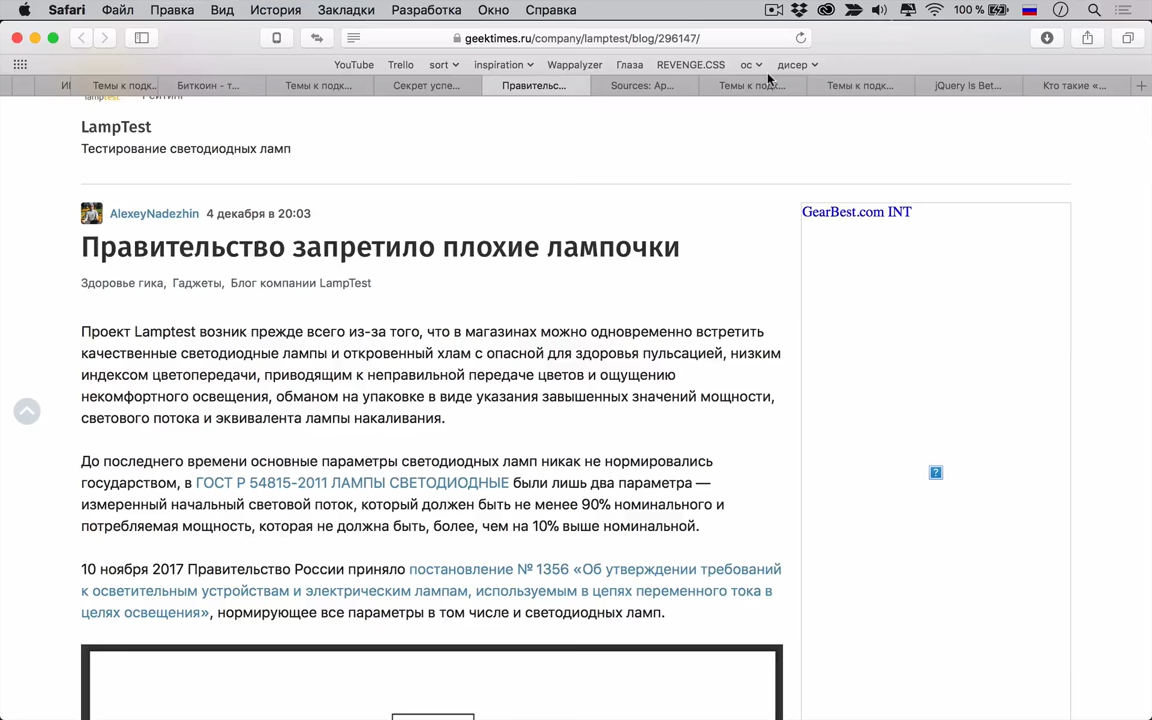 Safari Файл Правка Вид История Закладки Разработка Окно Справка 100 %
geektimes.ru/company/lamptest/blog/296147/
YouTube Trello sort inspiration Wappalyzer Глаза REVENGE.CSS ос дисер
Темы к подк... Биткоин - т... Темы к подк... Секрет успе... Правительс... Sources: Ap... Темы к подк... Темы к подк... jQuery Is Bet... Кто такие «...
lamptest
LampTest
Тестирование светодиодных ламп
AlexeyNadezhin 4 декабря в 20:03
GearBest.com INT
Правительство запретило плохие лампочки
Здоровье гика, Гаджеты, Блог компании LampTest
Проект Lamptest возник прежде всего из-за того, что в магазинах можно одновременно встретить
качественные светодиодные лампы и откровенный хлам с опасной для здоровья пульсацией, низким
индексом цветопередачи, приводящим к неправильной передаче цветов и ощущению
некомфортного освещения, обманом на упаковке в виде указания завышенных значений мощности,
светового потока и эквивалента лампы накаливания.
До последнего времени основные параметры светодиодных ламп никак не нормировались
государством, в ГОСТ Р 54815-2011 ЛАМПЫ СВЕТОДИОДНЫЕ были лишь два параметра —
измеренный начальный световой поток, который должен быть не менее 90% номинального и
потребляемая мощность, которая не должна быть, более, чем на 10% выше номинальной.
10 ноября 2017 Правительство России приняло постановление № 1356 «Об утверждении требований
к осветительным устройствам и электрическим лампам, используемым в цепях переменного тока в
целях освещения», нормирующее все параметры в том числе и светодиодных ламп.